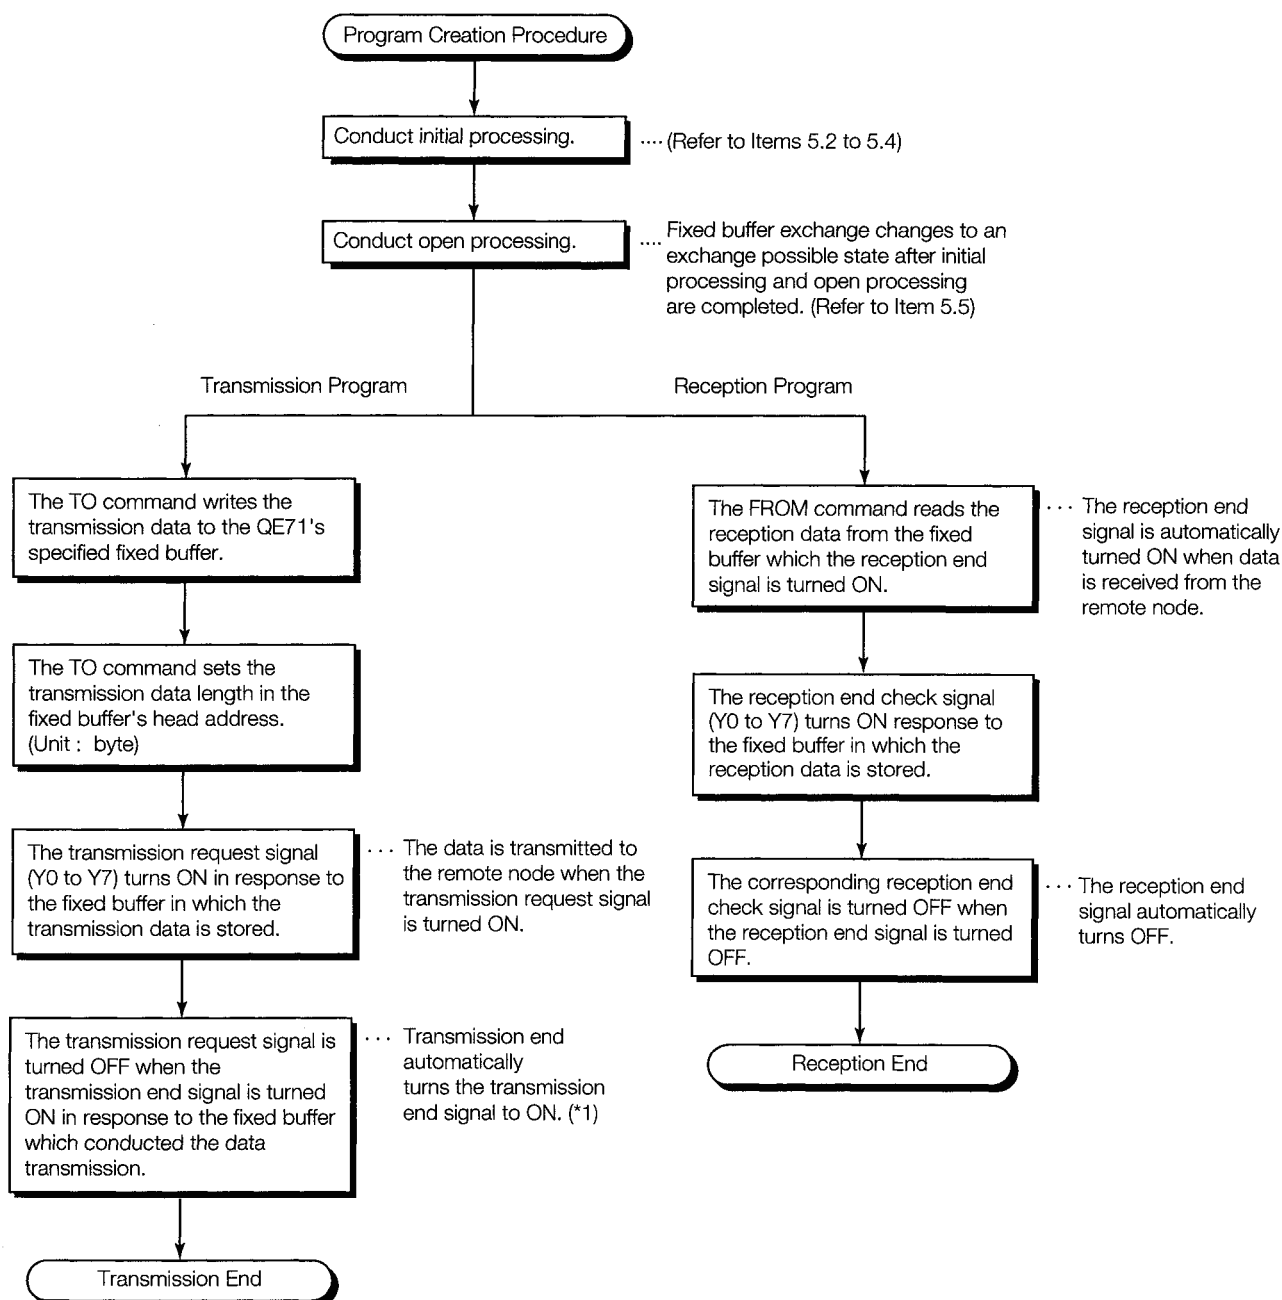 Program Creation Procedure
Conduct initial processing.
···· (Refer to Items 5.2 to 5.4)
Conduct open processing.
···· Fixed buffer exchange changes to an
exchange possible state after initial
processing and open processing
are completed. (Refer to Item 5.5)
Transmission Program
The TO command writes the
transmission data to the QE71's
specified fixed buffer.
The TO command sets the
transmission data length in the
fixed buffer's head address.
(Unit : byte)
The transmission request signal
(Y0 to Y7) turns ON in response to
the fixed buffer in which the
transmission data is stored.
··· The data is transmitted to
the remote node when the
transmission request signal
is turned ON.
The transmission request signal is
turned OFF when the
transmission end signal is turned
ON in response to the fixed buffer
which conducted the data
transmission.
··· Transmission end
automatically
turns the transmission
end signal to ON. (*1)
Transmission End
Reception Program
The FROM command reads the
reception data from the fixed
buffer which the reception end
signal is turned ON.
··· The reception end
signal is automatically
turned ON when data
is received from the
remote node.
The reception end check signal
(Y0 to Y7) turns ON response to
the fixed buffer in which the
reception data is stored.
The corresponding reception end
check signal is turned OFF when
the reception end signal is turned
OFF.
··· The reception end
signal automatically
turns OFF.
Reception End